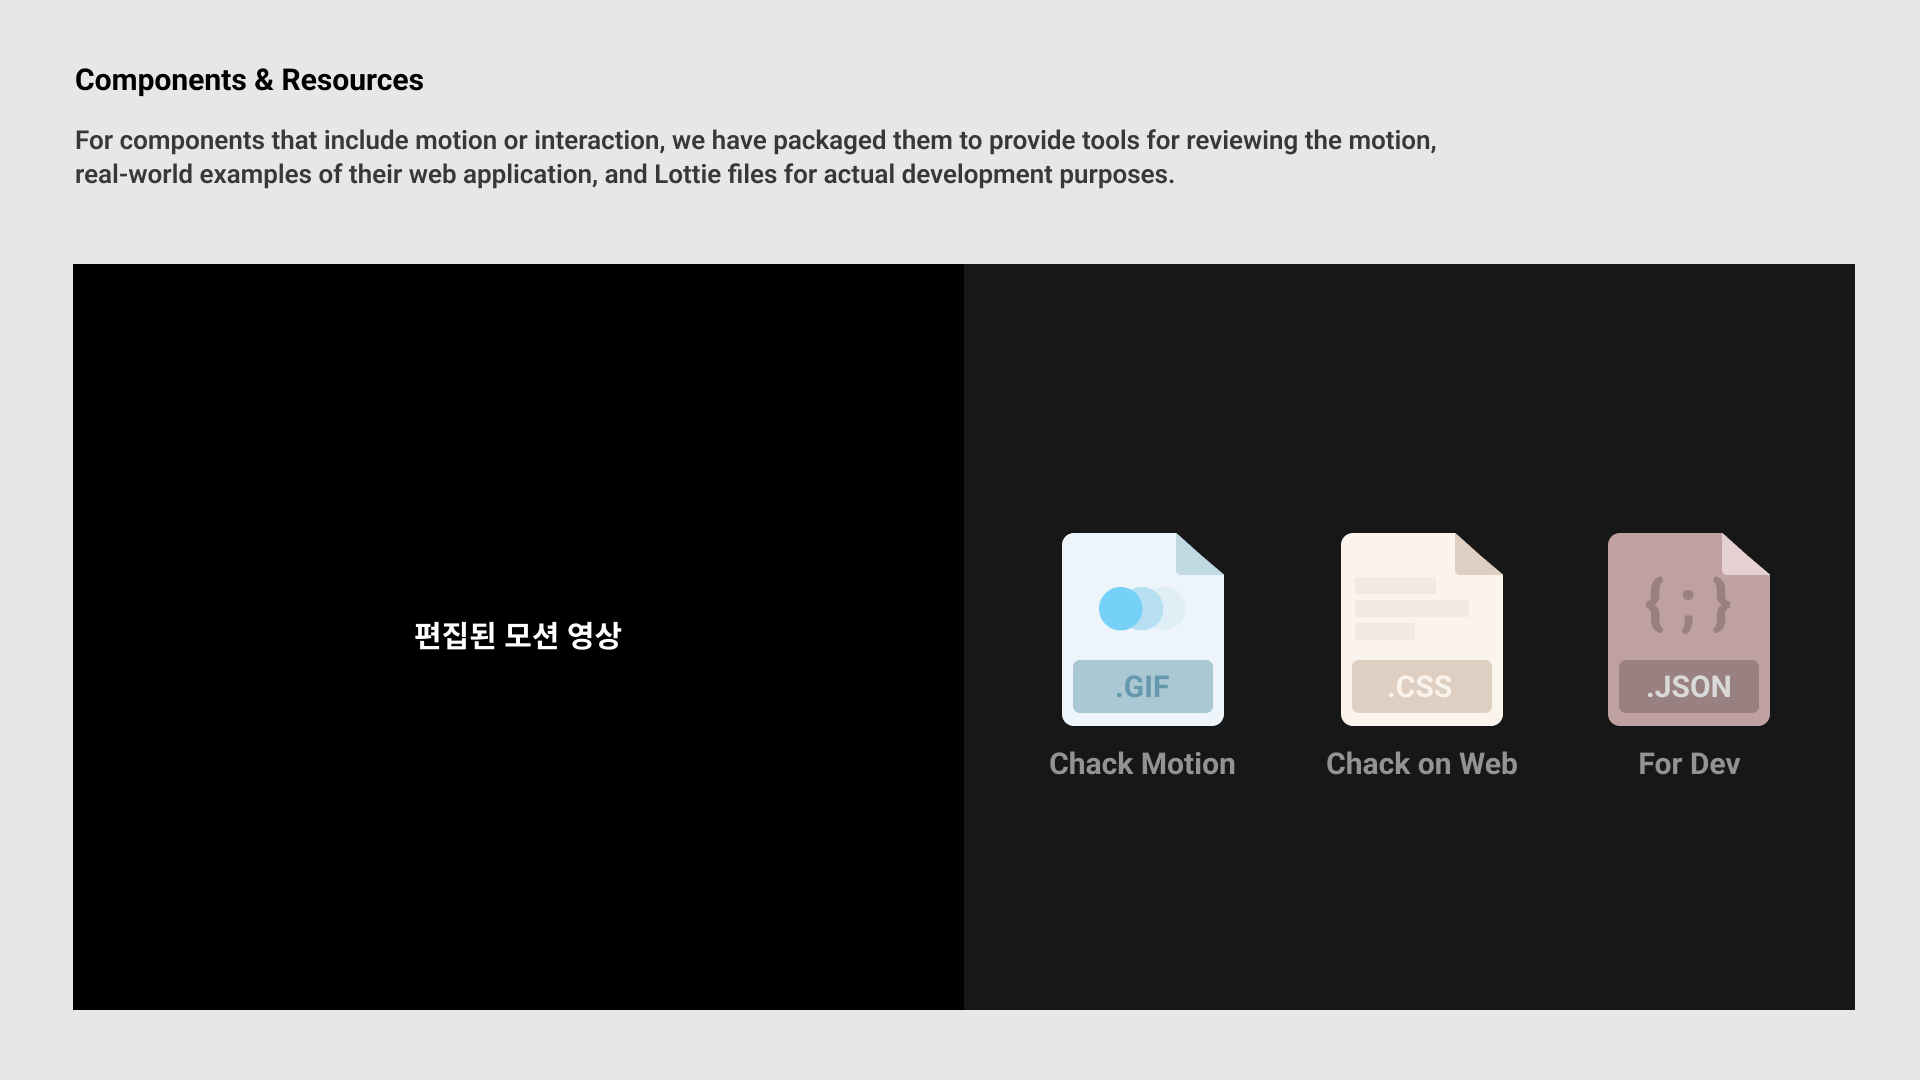 Components & Resources
For components that include motion or interaction, we have packaged them to provide tools for reviewing the motion,
real-world examples of their web application, and Lottie files for actual development purposes.
편집된 모션 영상
{ ; }
.GIF
.CSS
.JSON
Chack Motion
Chack on Web
For Dev